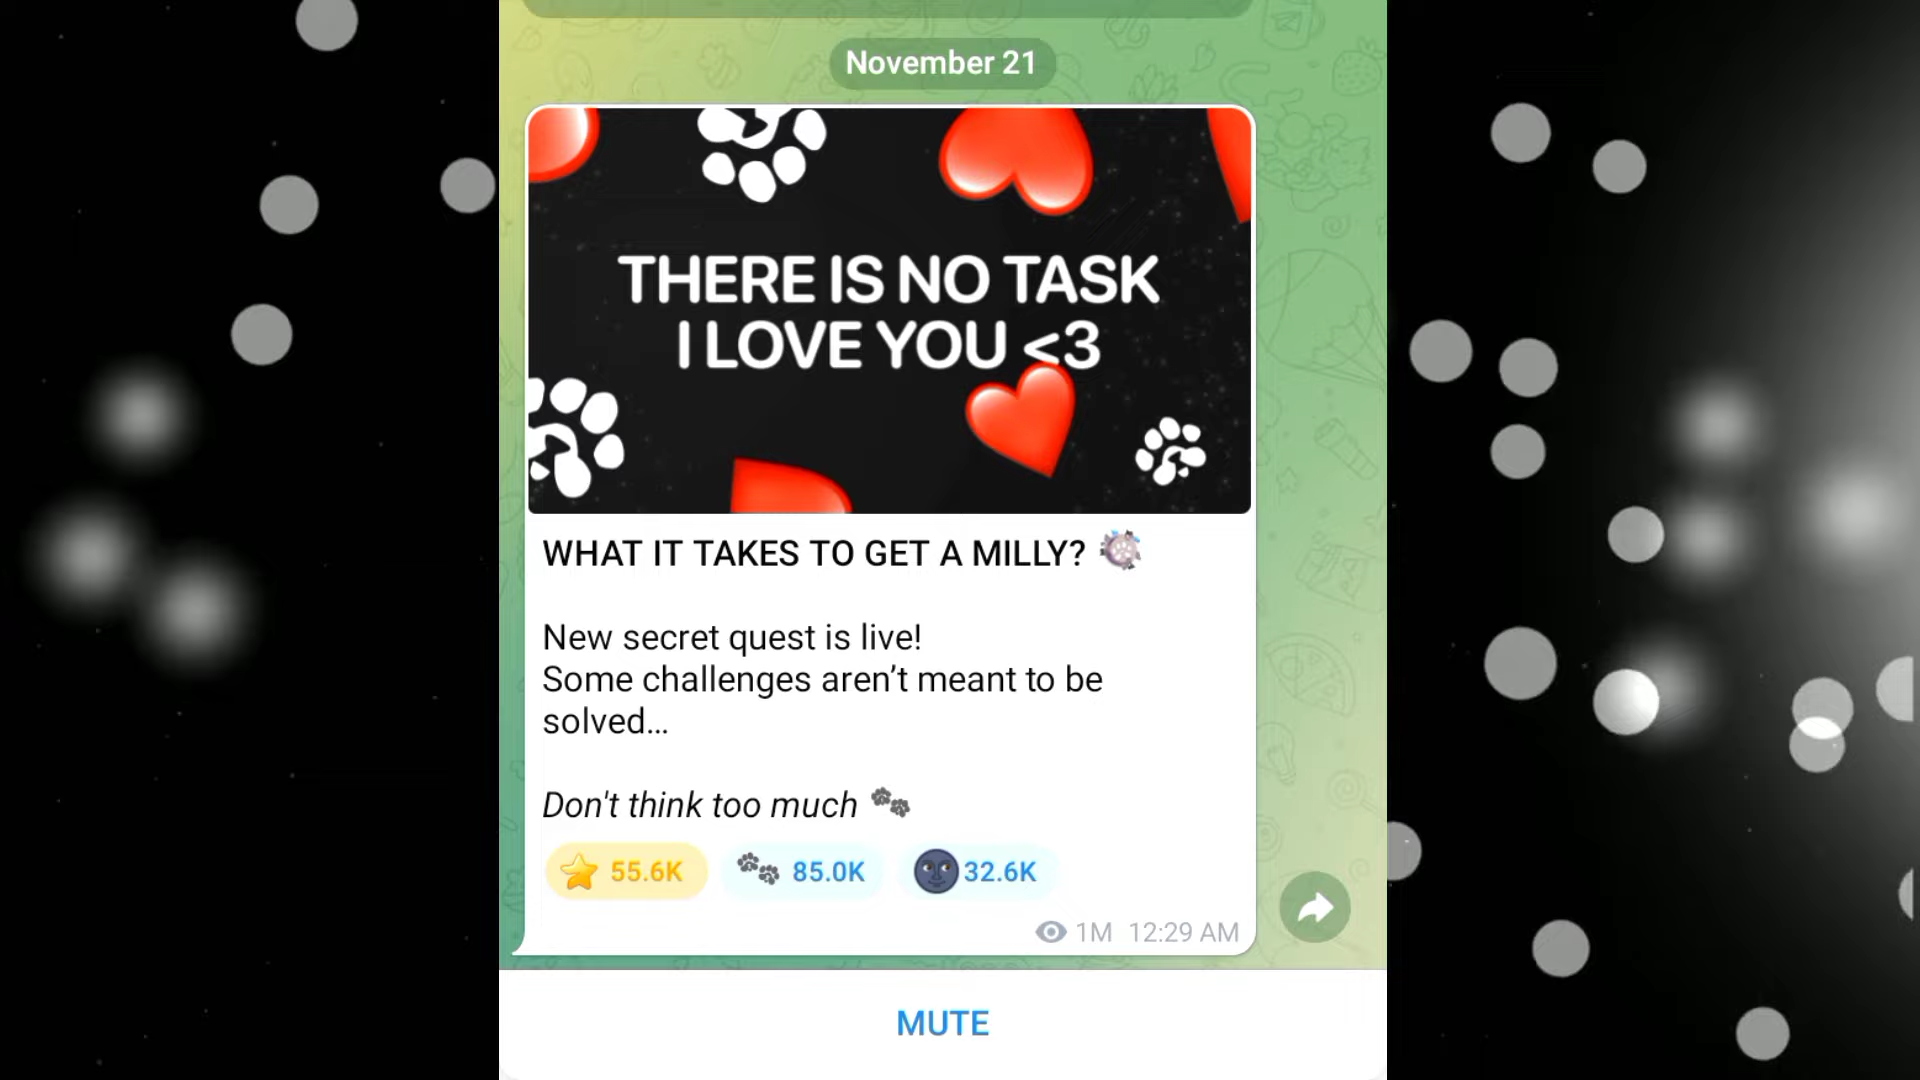 November 21
THERE IS NO TASK
I LOVE YOU <3
WHAT IT TAKES TO GET A MILLY?
New secret quest is live!
Some challenges aren’t meant to be
solved…
Don't think too much
55.6K 85.0K 32.6K
1M 12:29 AM
MUTE